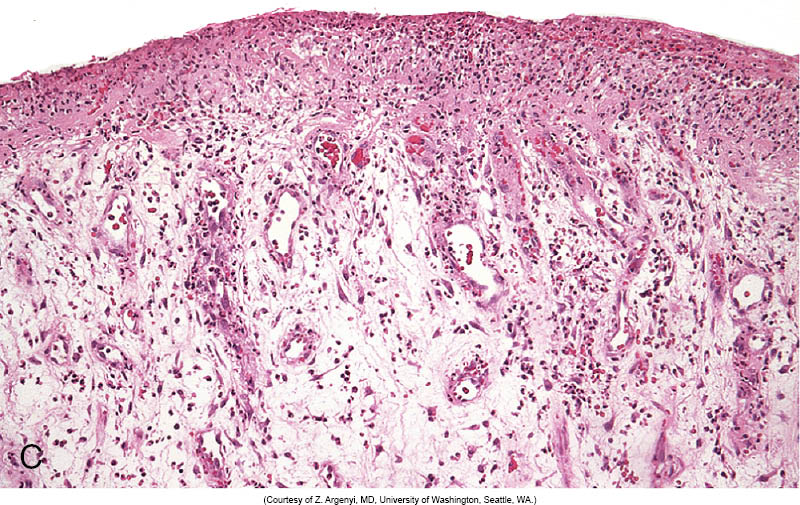 C
(Courtesy of Z. Argenyi, MD, University of Washington, Seattle, WA.)